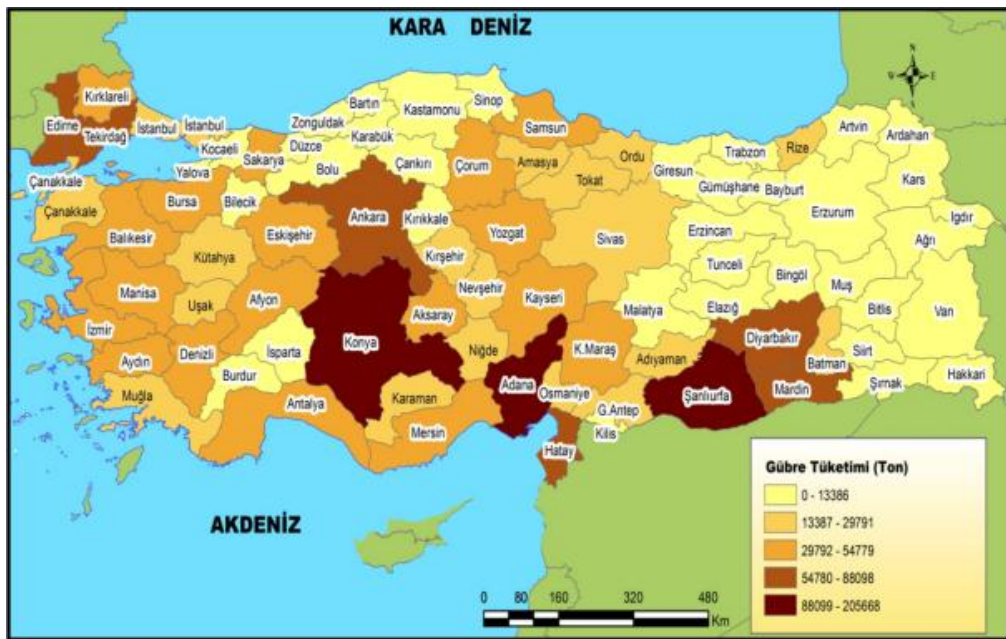 KARA DENİZ
N
W
E
S
Kırklareli
Edirne
Tekirdağ
İstanbul
İstanbul
Kocaeli
Yalova
Sakarya
Düzce
Zonguldak
Bartın
Karabük
Kastamonu
Sinop
Samsun
Bolu
Çankırı
Çorum
Amasya
Ordu
Tokat
Giresun
Trabzon
Rize
Artvin
Ardahan
Gümüşhane
Bayburt
Kars
Erzurum
Iğdır
Ağrı
Çanakkale
Çanakkale
Bursa
Bilecik
Ankara
Kırıkkale
Balıkesir
Eskişehir
Yozgat
Sivas
Erzincan
Kütahya
Kırşehir
Tunceli
Bingöl
Muş
Manisa
Uşak
Afyon
Nevşehir
Kayseri
Malatya
Elazığ
Bitlis
Van
İzmir
Aksaray
Diyarbakır
Konya
Niğde
K.Maraş
Adıyaman
Batman
Siirt
Aydın
Denizli
Isparta
Burdur
Mardin
Şırnak
Hakkari
Muğla
Antalya
Karaman
Adana
Osmaniye
Şanlıurfa
G.Antep
Mersin
Kilis
Hatay
AKDENİZ
Gübre Tüketimi (Ton)
0 - 13386
13387 - 29791
29792 - 54779
54780 - 88098
88099 - 205668
0 80 160 320 480
Km